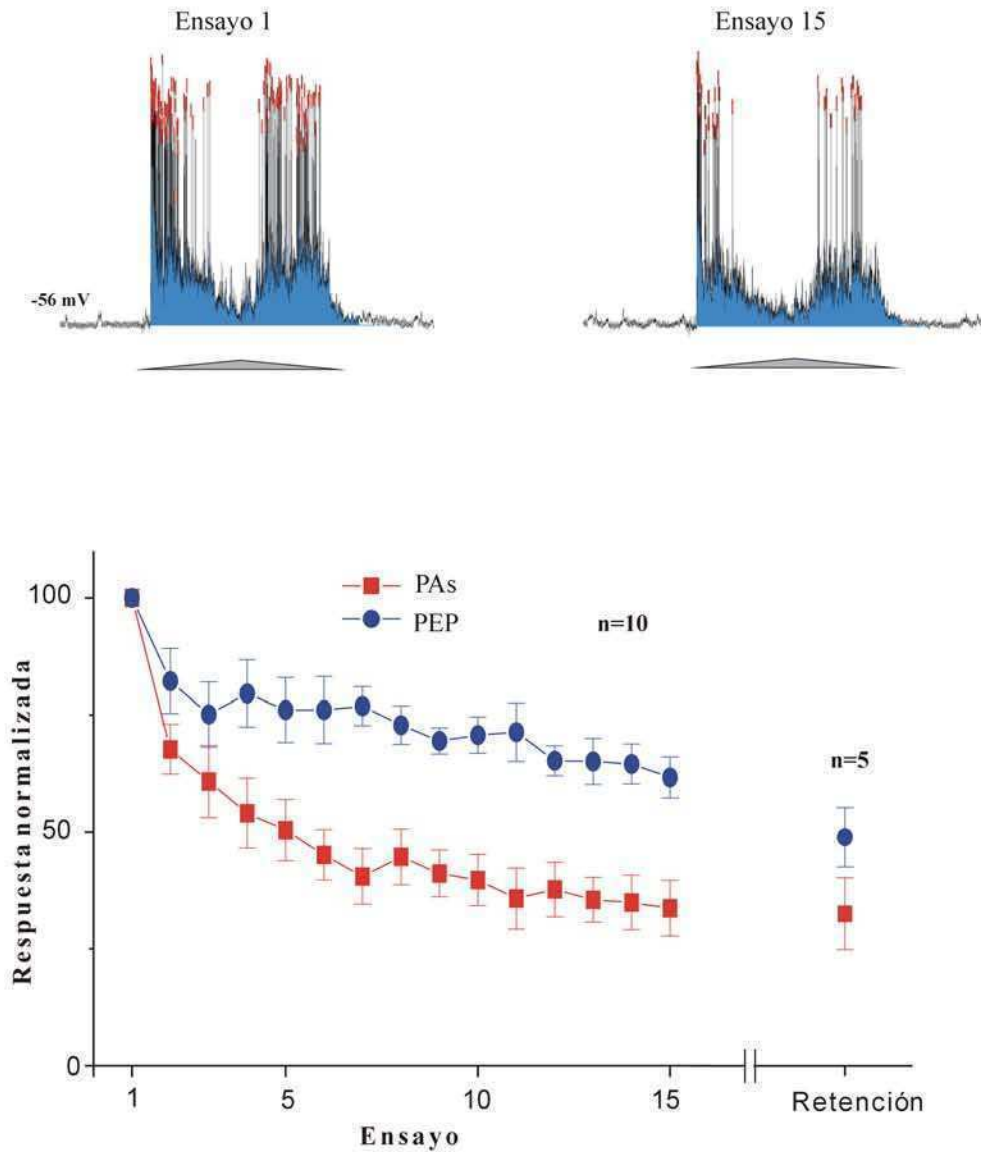 Ensayo 1
Ensayo 15
-56 mV
PAs
PEP
n=10
n=5
Respuesta normalizada
100
50
0
1
5
10
15
Retención
Ensayo